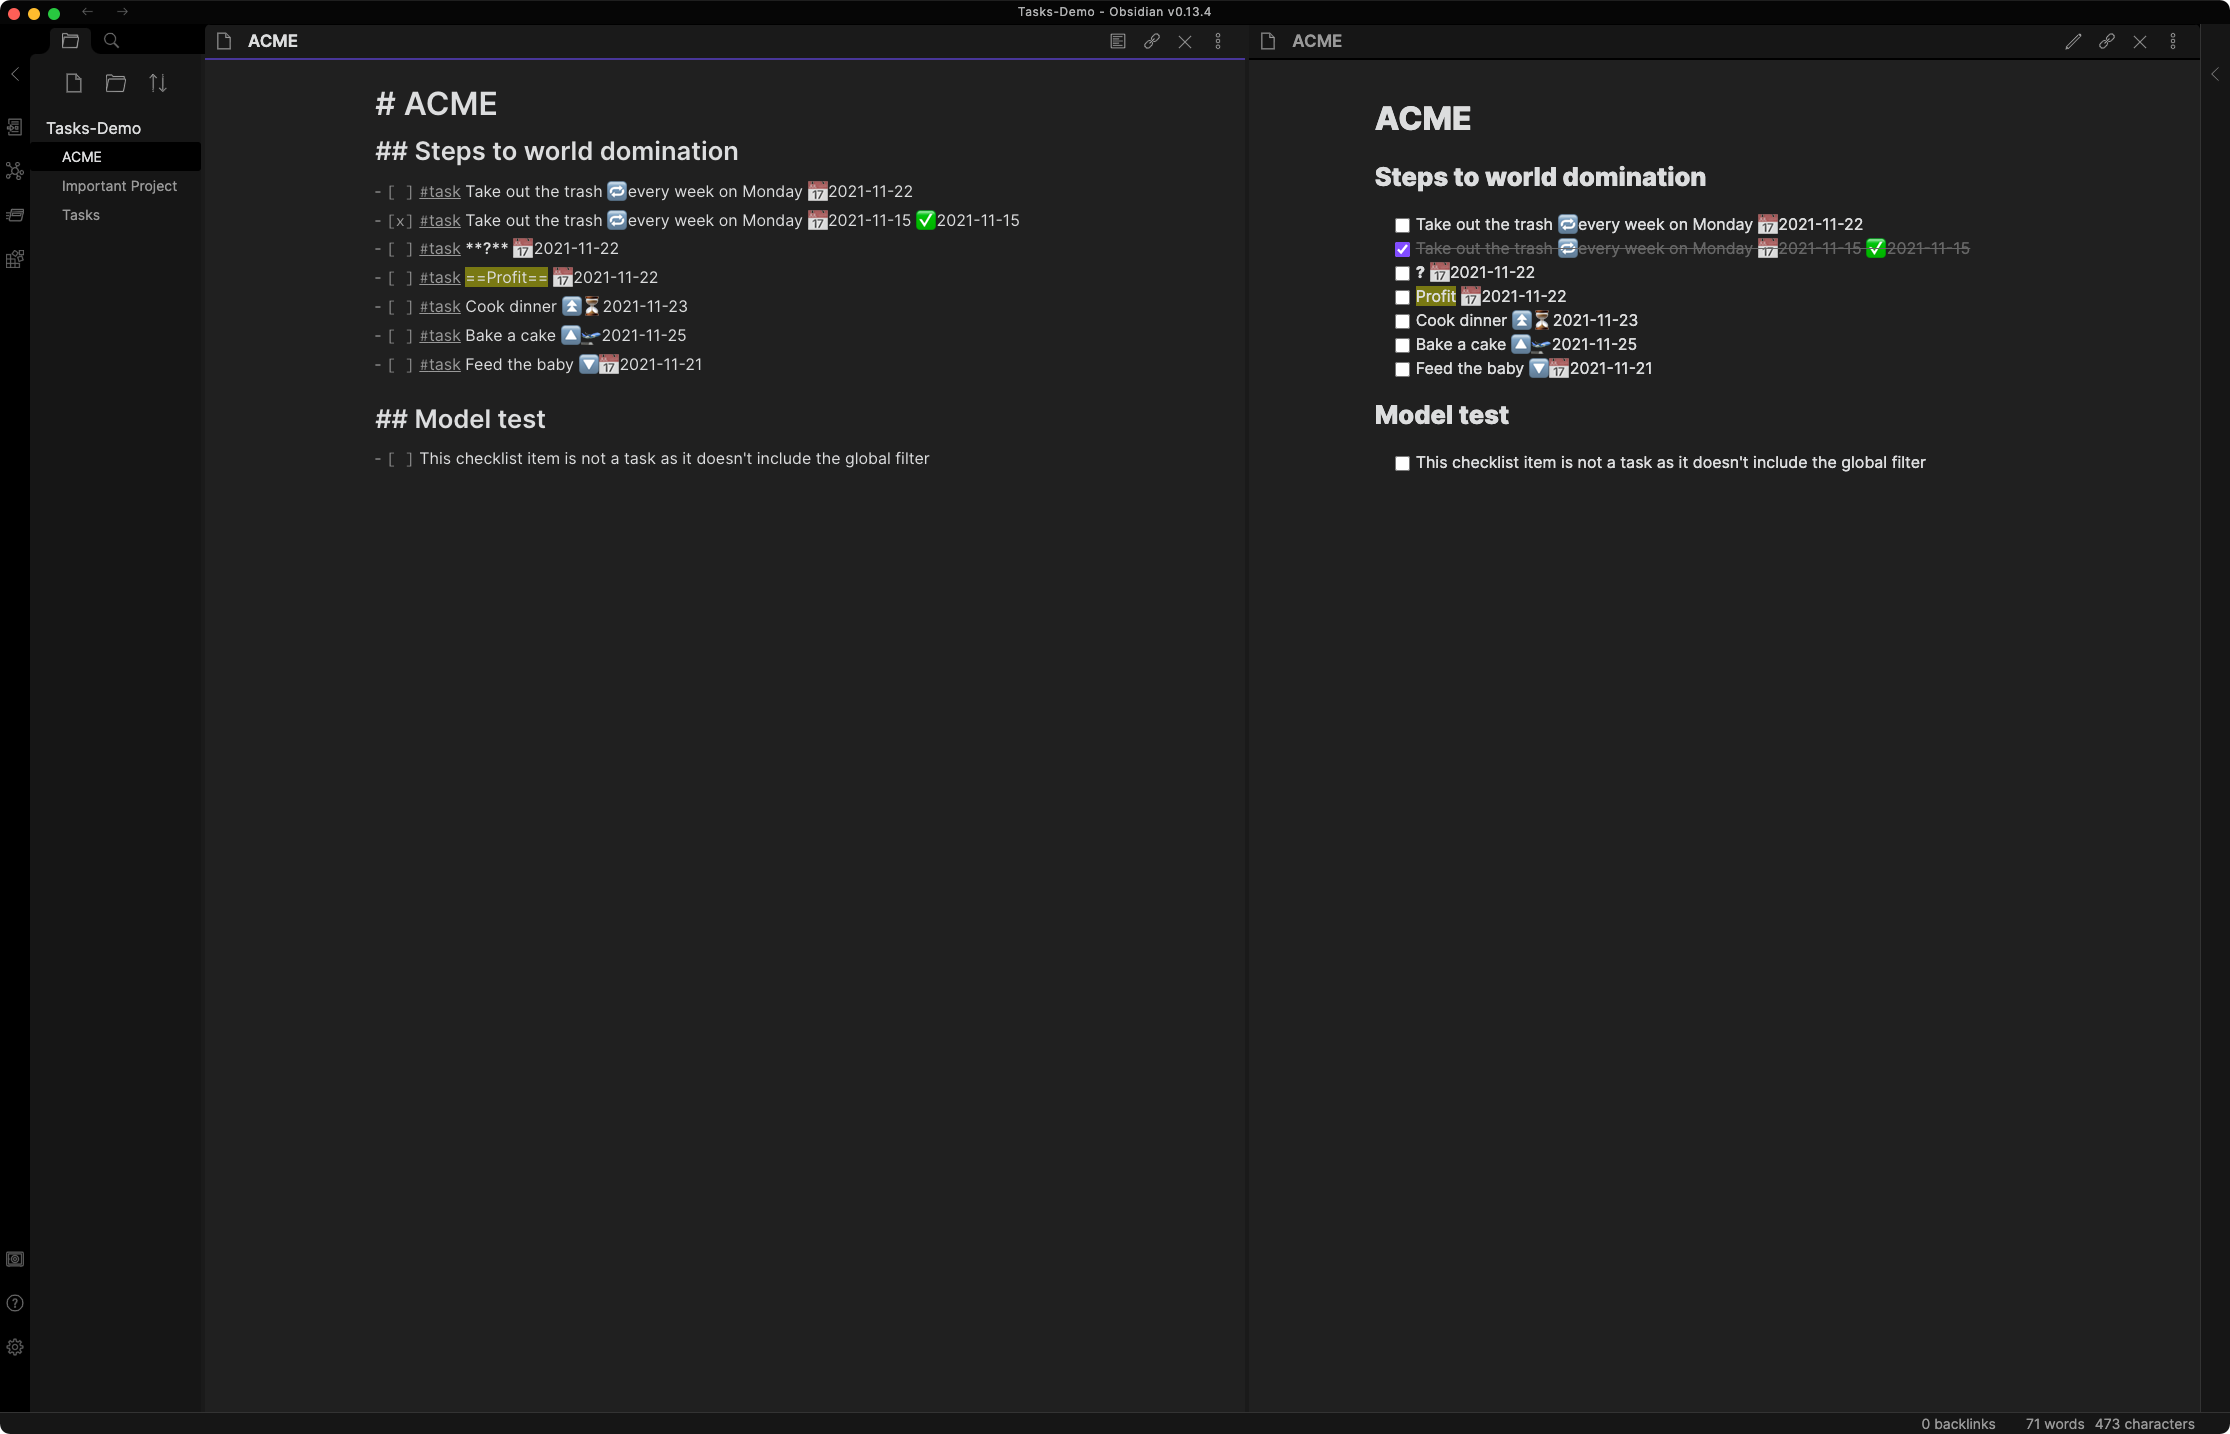 Tasks-Demo - Obsidian v0.13.4
ACME
ACME
Tasks-Demo
ACME
Important Project
Tasks
# ACME
## Steps to world domination
- [ ] #task Take out the trash 🔁every week on Monday 📅2021-11-22
- [x] #task Take out the trash 🔁every week on Monday 📅2021-11-15 ✅2021-11-15
- [ ] #task **?** 📅2021-11-22
- [ ] #task ==Profit== 📅2021-11-22
- [ ] #task Cook dinner ⏫⏳2021-11-23
- [ ] #task Bake a cake 🔼🛫2021-11-25
- [ ] #task Feed the baby 🔽📅2021-11-21
## Model test
- [ ] This checklist item is not a task as it doesn't include the global filter
ACME
Steps to world domination
Take out the trash 🔁every week on Monday 📅2021-11-22
Take out the trash 🔁every week on Monday 📅2021-11-15 ✅2021-11-15
? 📅2021-11-22
Profit 📅2021-11-22
Cook dinner ⏫⏳2021-11-23
Bake a cake 🔼🛫2021-11-25
Feed the baby 🔽📅2021-11-21
Model test
This checklist item is not a task as it doesn't include the global filter
0 backlinks 71 words 473 characters